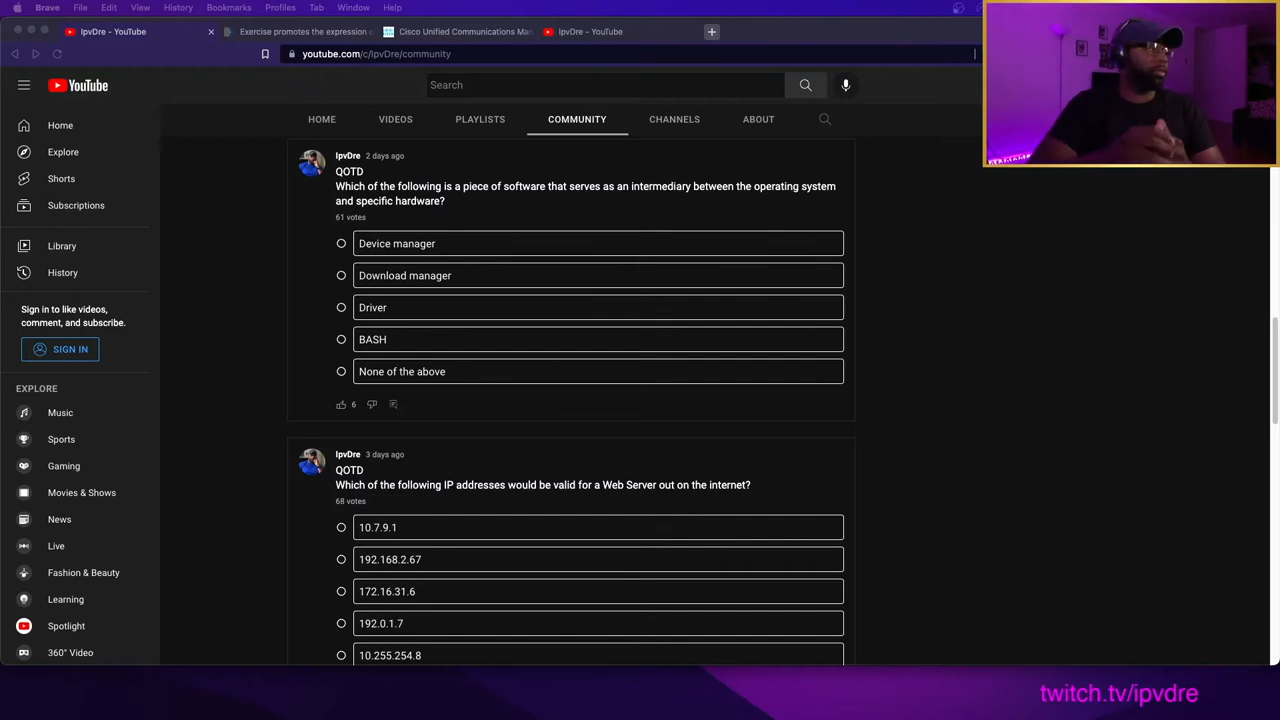 Brave File Edit View History Bookmarks Profiles Tab Window Help
IpvDre - YouTube
Exercise promotes the expression o
Cisco Unified Communications Man
IpvDre - YouTube
youtube.com/c/IpvDre/community
YouTube
Search
HOME VIDEOS PLAYLISTS COMMUNITY CHANNELS ABOUT
Home
Explore
Shorts
Subscriptions
Library
History
Sign in to like videos,
comment, and subscribe.
SIGN IN
EXPLORE
Music
Sports
Gaming
Movies & Shows
News
Live
Fashion & Beauty
Learning
Spotlight
360° Video
IpvDre 2 days ago
QOTD
Which of the following is a piece of software that serves as an intermediary between the operating system
and specific hardware?
61 votes
Device manager
Download manager
Driver
BASH
None of the above
6
IpvDre 3 days ago
QOTD
Which of the following IP addresses would be valid for a Web Server out on the internet?
68 votes
10.7.9.1
192.168.2.67
172.16.31.6
192.0.1.7
10.255.254.8
twitch.tv/ipvdre